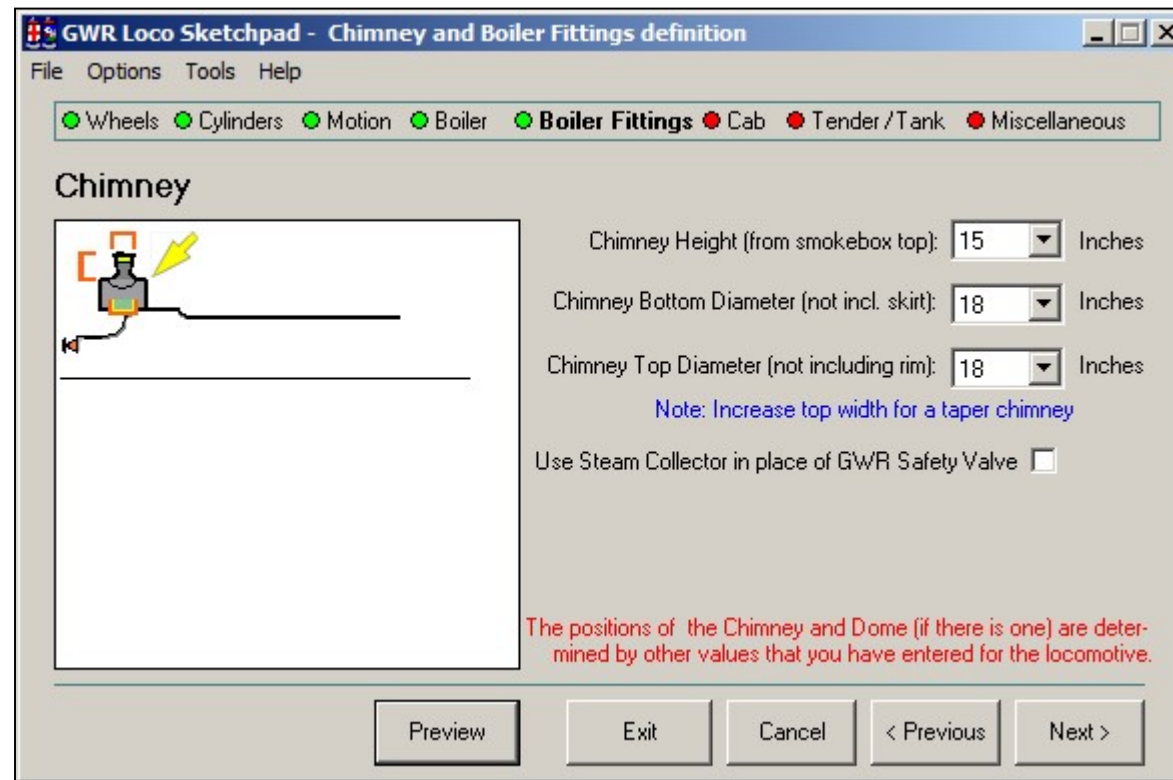 GWR Loco Sketchpad - Chimney and Boiler Fittings definition
File Options Tools Help
Wheels Cylinders Motion Boiler Boiler Fittings Cab Tender/Tank Miscellaneous
Chimney
Chimney Height (from smokebox top): 15 Inches
Chimney Bottom Diameter (not incl. skirt): 18 Inches
Chimney Top Diameter (not including rim): 18 Inches
Note: Increase top width for a taper chimney
Use Steam Collector in place of GWR Safety Valve
The positions of the Chimney and Dome (if there is one) are deter-
mined by other values that you have entered for the locomotive.
Preview Exit Cancel < Previous Next >